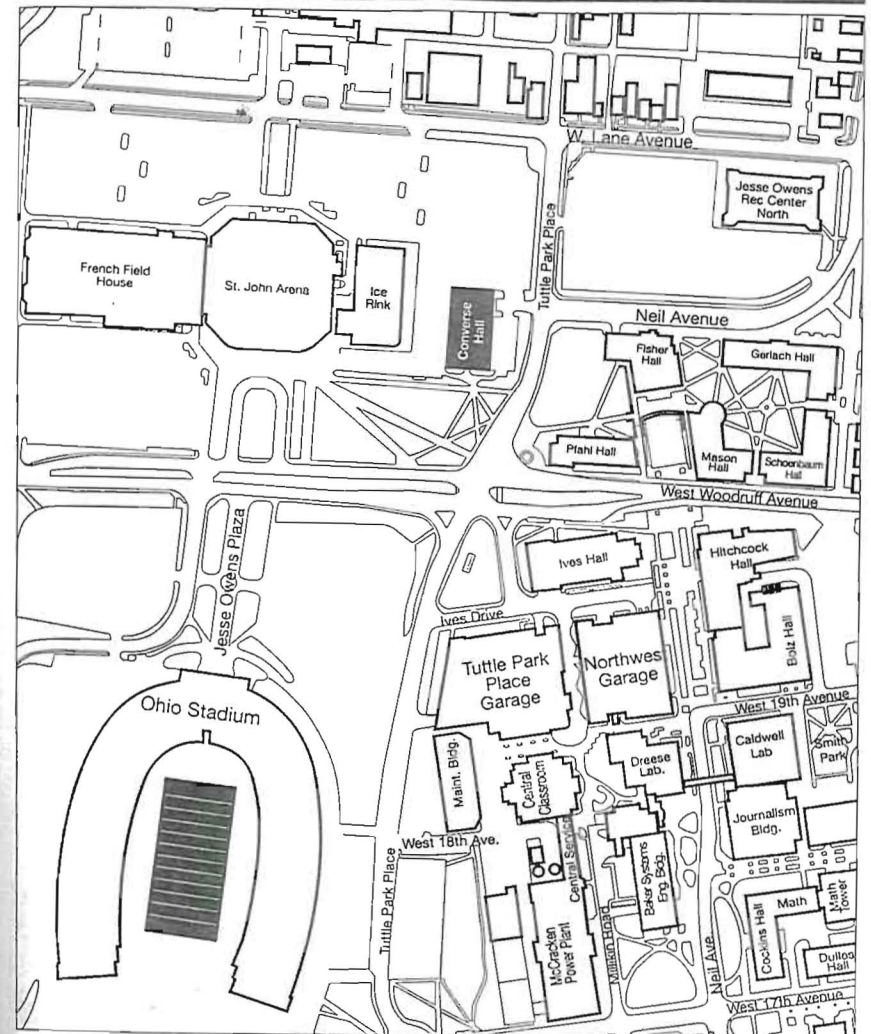 W. Lane Avenue
Jesse Owens
Rec Center
North
Tuttle Park Place
French Field
House
St. John Arena
Ice
Rink
Converse
Hall
Neil Avenue
Fisher
Hall
Gerlach Hall
Pfahl Hall
Mason
Hall
Schoenbaum
Hall
West Woodruff Avenue
Jesse Owens Plaza
Ives Hall
Hitchcock
Hall
Bolz Hall
Ives Drive
Tuttle Park
Place
Garage
Northwes
Garage
West 19th Avenue
Ohio Stadium
Maint. Bldg.
Central
Classroom
Dreese
Lab.
Caldwell
Lab
Smith
Park
Journalism
Bldg.
West 18th Ave.
Central Service
Baker Systems
Eng. Bldg.
Tuttle Park Place
McCracken
Power Plant
Millikin Road
Neil Ave.
Cockins Hall
Math
Math
Tower
Dulles
Hall
West 17th Avenue